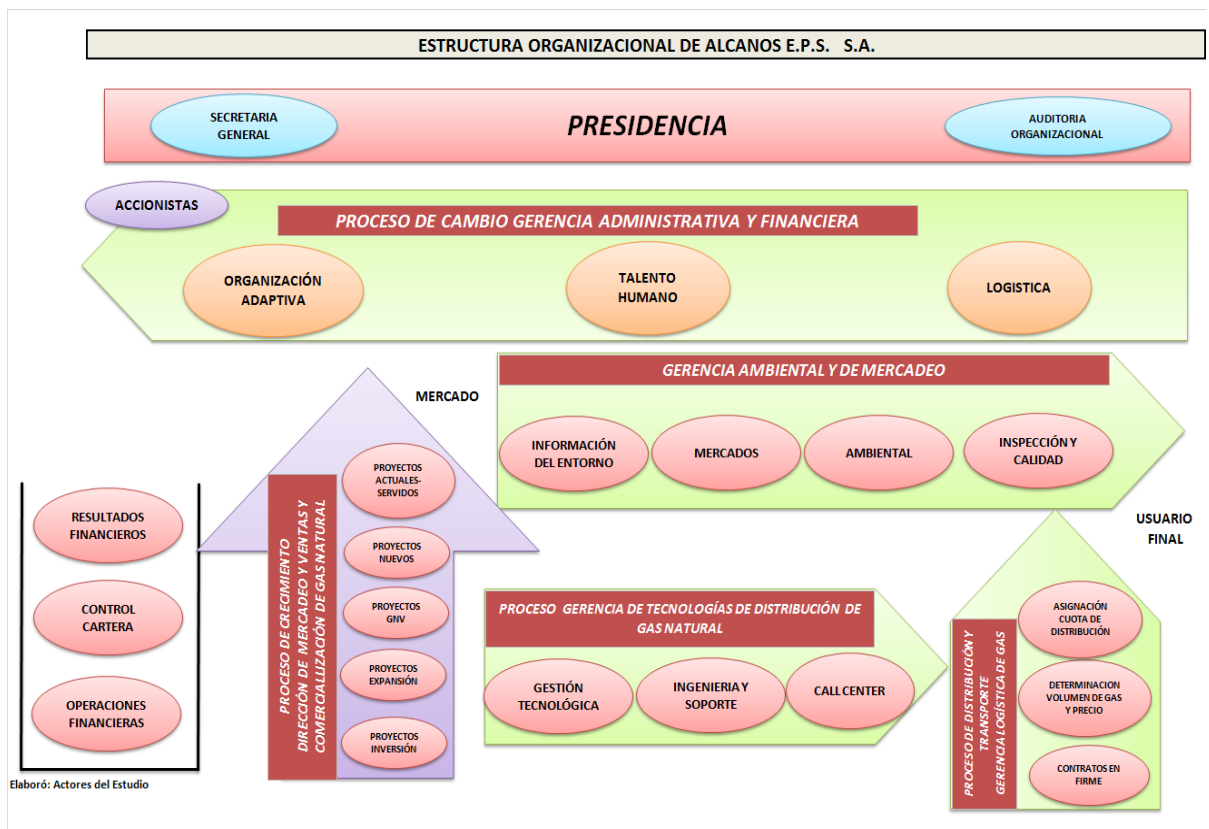 ESTRUCTURA ORGANIZACIONAL DE ALCANOS E.P.S. S.A.
SECRETARIA
GENERAL
PRESIDENCIA
AUDITORIA
ORGANIZACIONAL
ACCIONISTAS
PROCESO DE CAMBIO GERENCIA ADMINISTRATIVA Y FINANCIERA
ORGANIZACIÓN
ADAPTIVA
TALENTO
HUMANO
LOGISTICA
MERCADO
GERENCIA AMBIENTAL Y DE MERCADEO
INFORMACIÓN
DEL ENTORNO
MERCADOS
AMBIENTAL
INSPECCIÓN Y
CALIDAD
RESULTADOS
FINANCIEROS
CONTROL
CARTERA
OPERACIONES
FINANCIERAS
PROCESO DE CRECIMIENTO
DIRECCIÓN DE MERCADEO Y VENTAS Y
COMERCIALLIZACIÓN DE GAS NATURAL
PROYECTOS
ACTUALES-
SERVIDOS
PROYECTOS
NUEVOS
PROYECTOS
GNV
PROYECTOS
EXPANSIÓN
PROYECTOS
INVERSIÓN
PROCESO GERENCIA DE TECNOLOGÍAS DE DISTRIBUCIÓN DE
GAS NATURAL
GESTIÓN
TECNOLÓGICA
INGENIERIA Y
SOPORTE
CALL CENTER
USUARIO
FINAL
PROCESO DE DISTRIBUCIÓN Y
TRANSPORTE
GERENCIA LOGÍSTICA DE GAS
ASIGNACIÓN
CUOTA DE
DISTRIBUCIÓN
DETERMINACION
VOLUMEN DE GAS
Y PRECIO
CONTRATOS EN
FIRME
Elaboró: Actores del Estudio